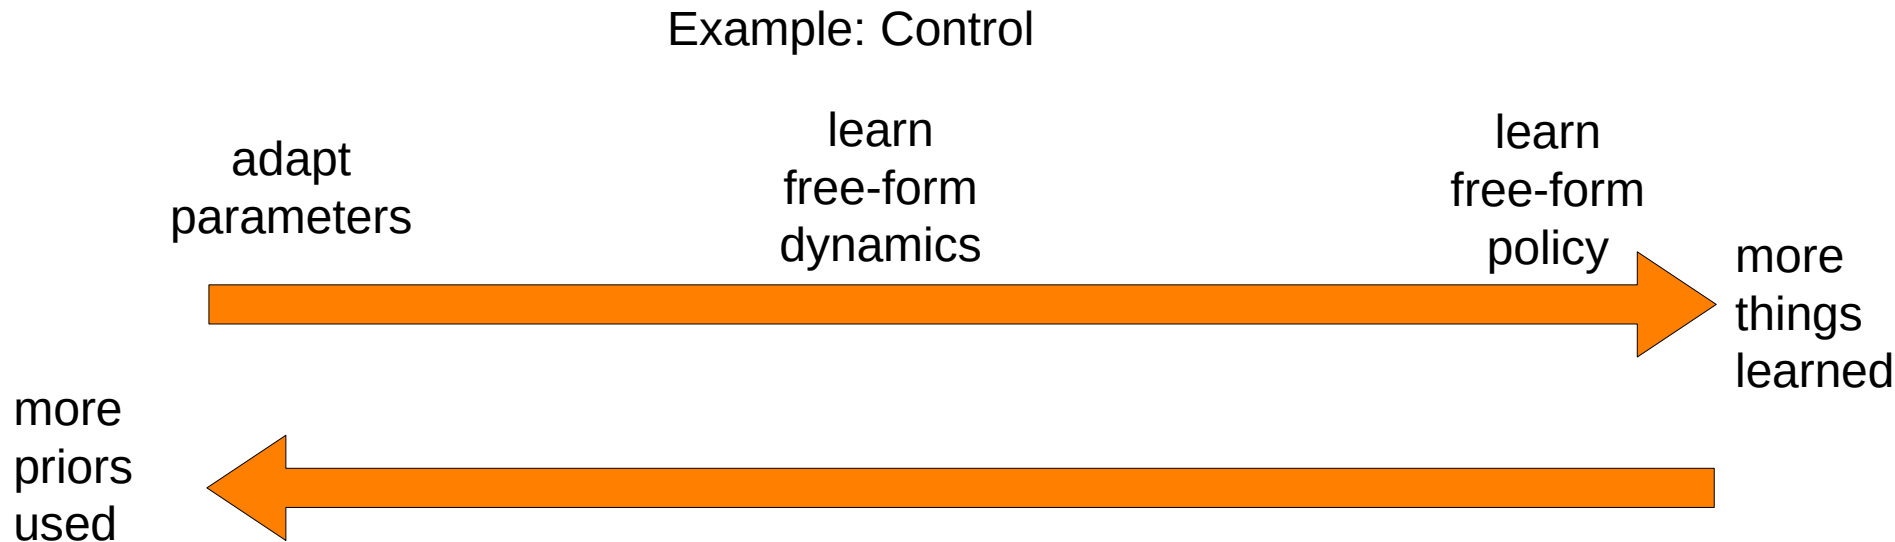 Example: Control
adapt
parameters
learn
free-form
dynamics
learn
free-form
policy
more
things
learned
more
priors
used